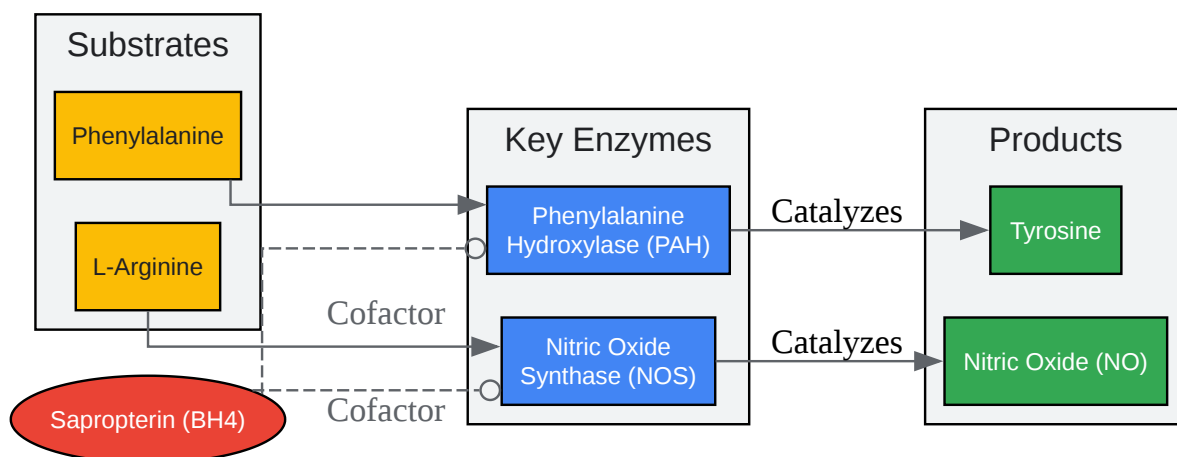 Substrates
Phenylalanine
L-Arginine
Sapropterin (BH4)
Cofactor
Cofactor
Key Enzymes
Phenylalanine
Hydroxylase (PAH)
Nitric Oxide
Synthase (NOS)
Catalyzes
Catalyzes
Products
Tyrosine
Nitric Oxide (NO)